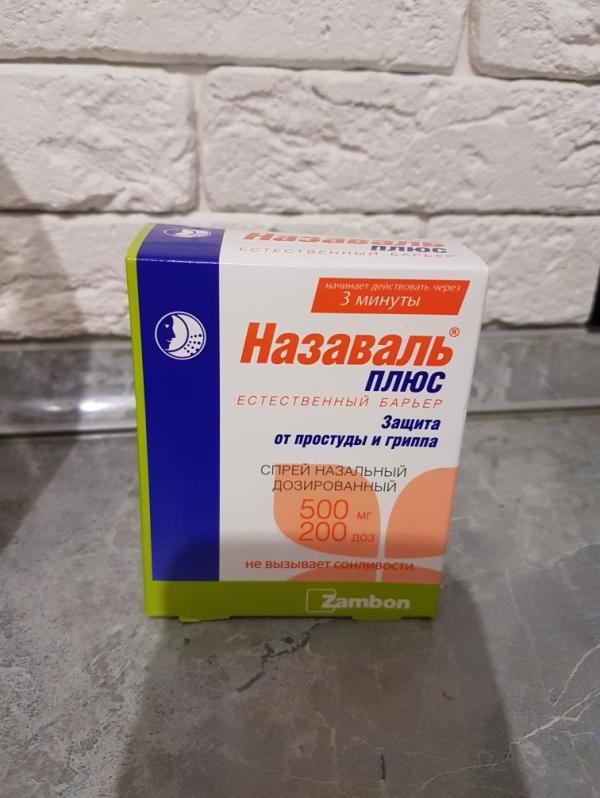 Назаваль
плюс
ЕСТЕСТВЕННЫЙ БАРЬЕР
начинает действовать через
3 минуты
Назаваль®
плюс
ЕСТЕСТВЕННЫЙ БАРЬЕР
Защита
от простуды и гриппа
СПРЕЙ НАЗАЛЬНЫЙ
ДОЗИРОВАННЫЙ
500 мг
200 доз
не вызывает сонливости
Zambon